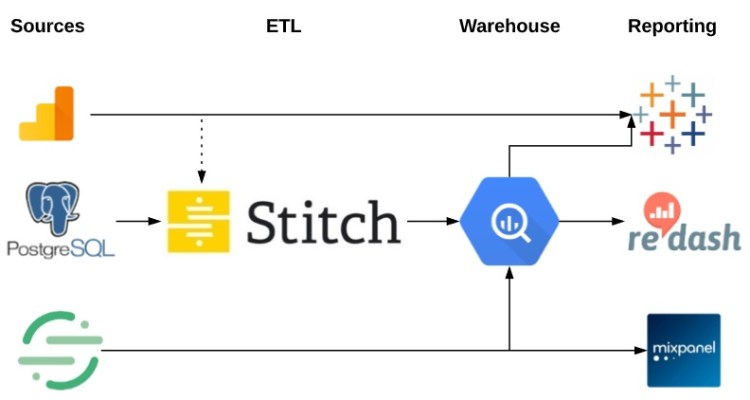 Sources
ETL
Warehouse
Reporting
PostgreSQL
Stitch
re dash
mixpanel